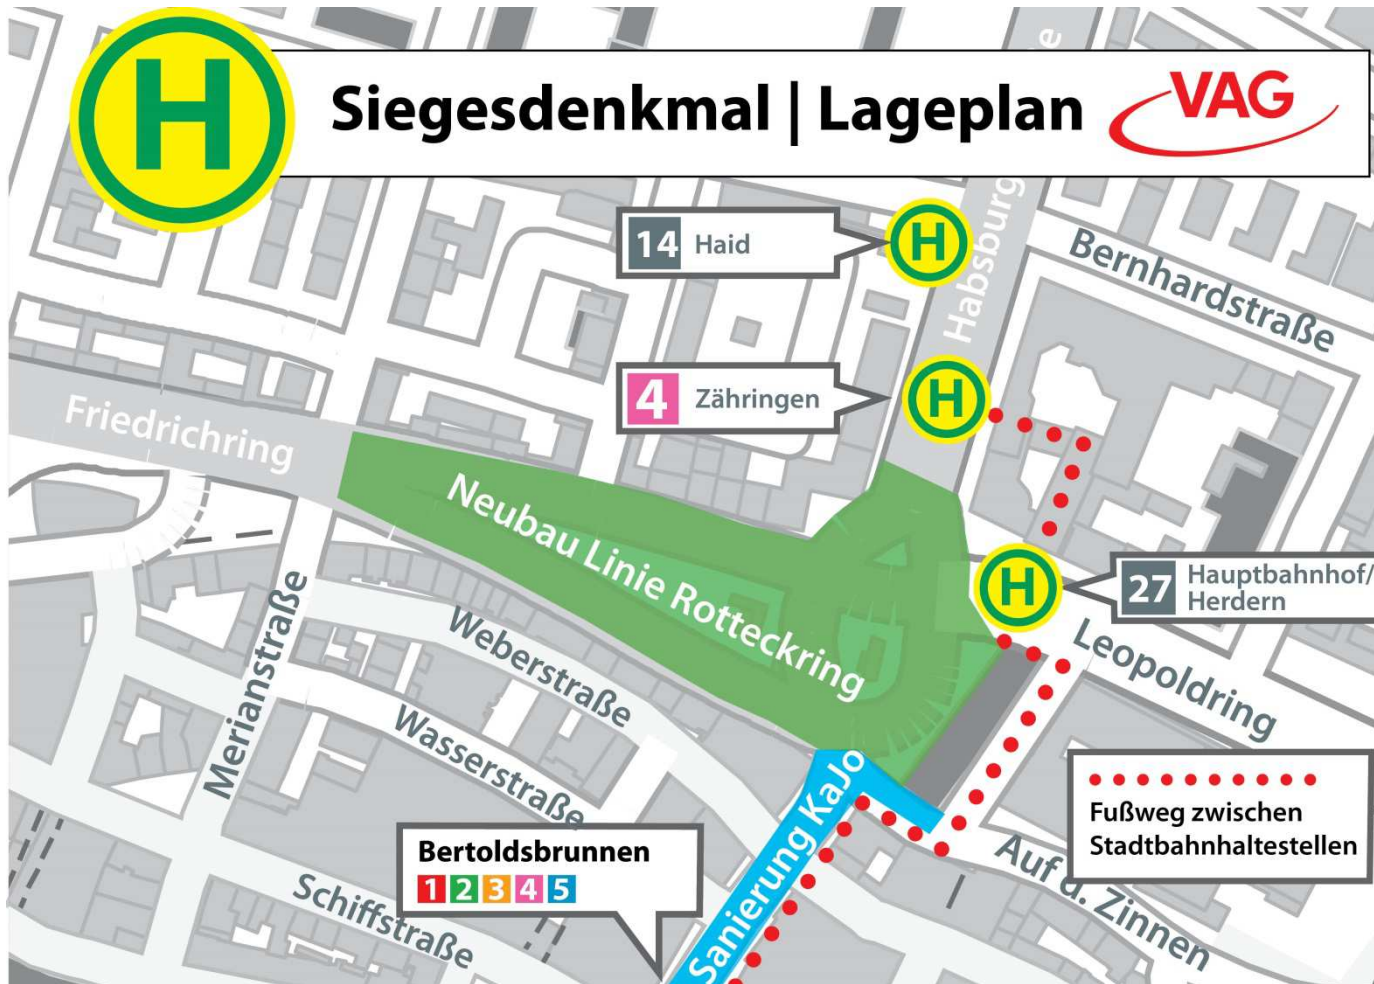 H
Siegesdenkmal | Lageplan
VAG
14 Haid
H
Habsburg
Bernhardstraße
4 Zähringen
H
Friedrichring
Neubau Linie Rotteckring
H
27 Hauptbahnhof/
Herdern
Leopoldring
Merianstraße
Weberstraße
Wasserstraße
Sanierung KaJo
Fußweg zwischen
Stadtbahnhaltestellen
Bertoldsbrunnen
1 2 3 4 5
Auf d. Zinnen
Schiffstraße